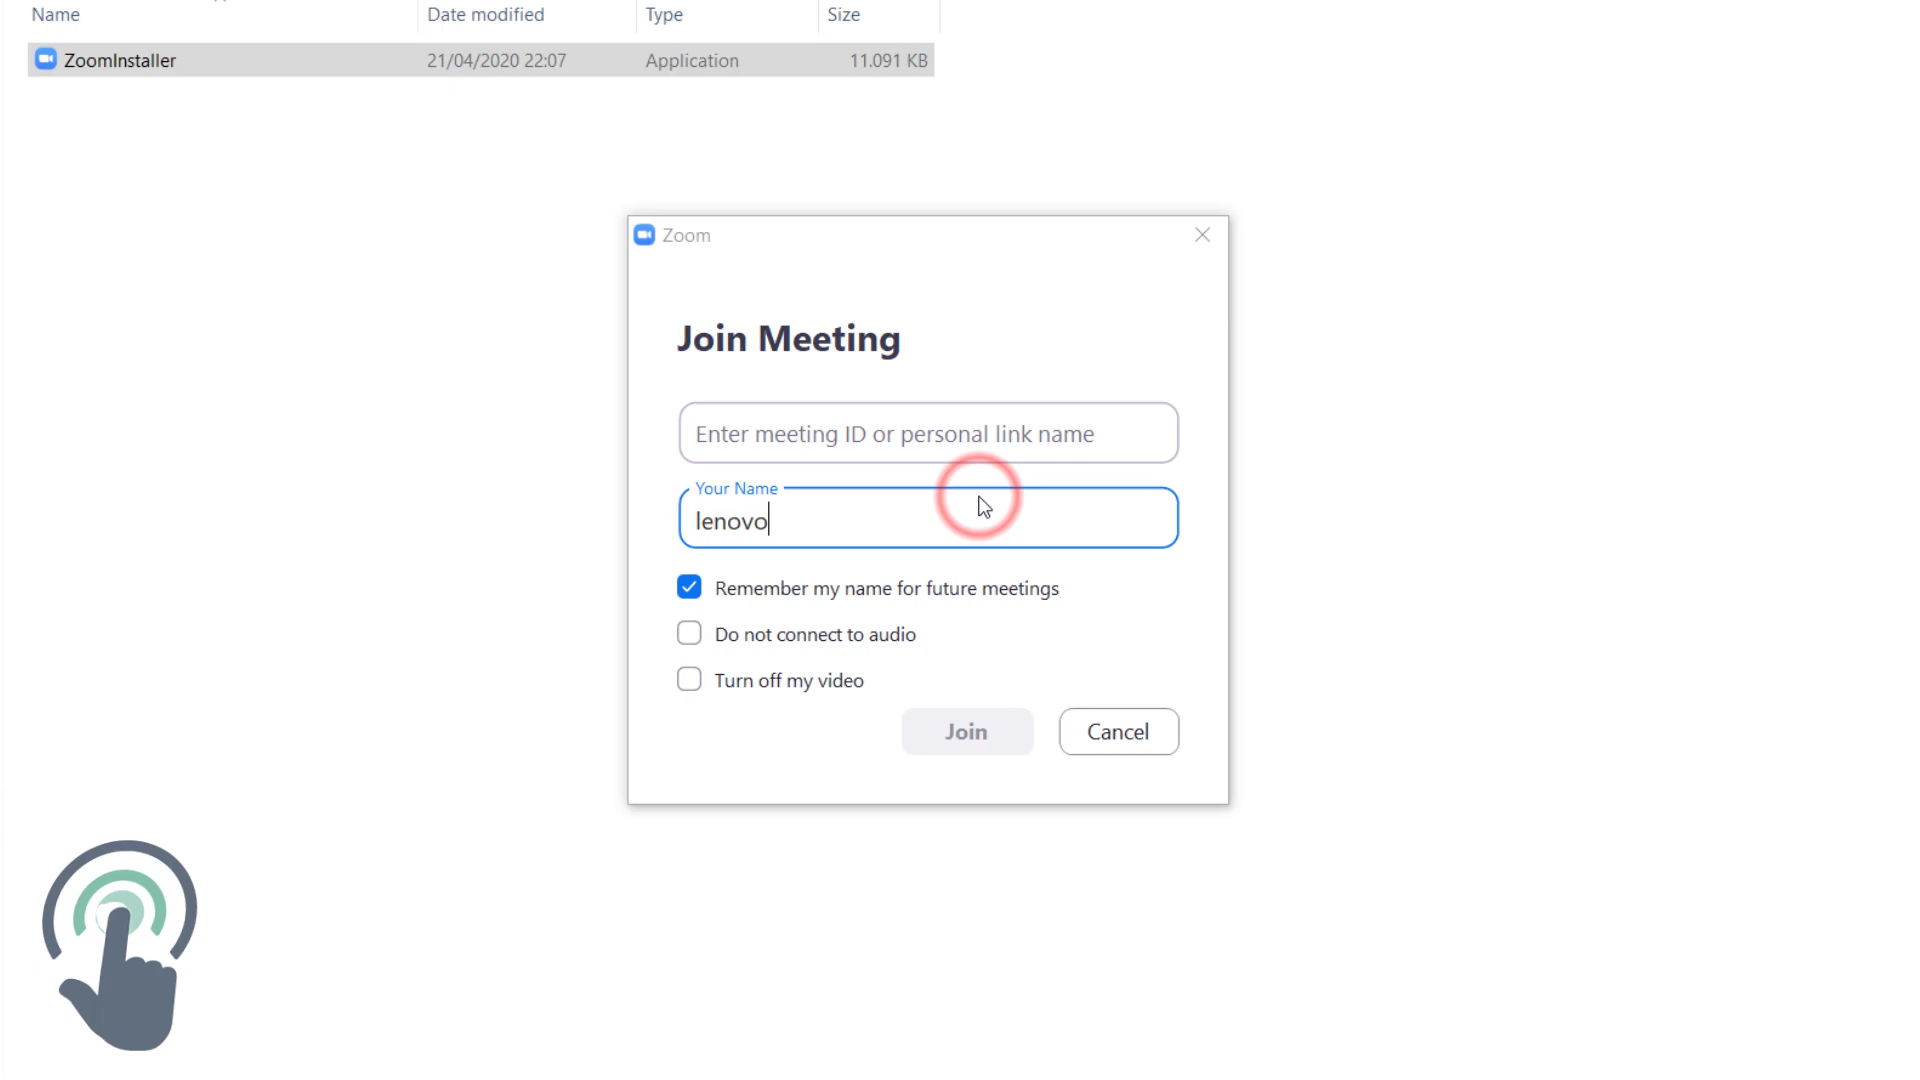 Name Date modified Type Size
ZoomInstaller 21/04/2020 22:07 Application 11.091 KB
Zoom
Join Meeting
Enter meeting ID or personal link name
Your Name
lenovo
Remember my name for future meetings
Do not connect to audio
Turn off my video
Join Cancel